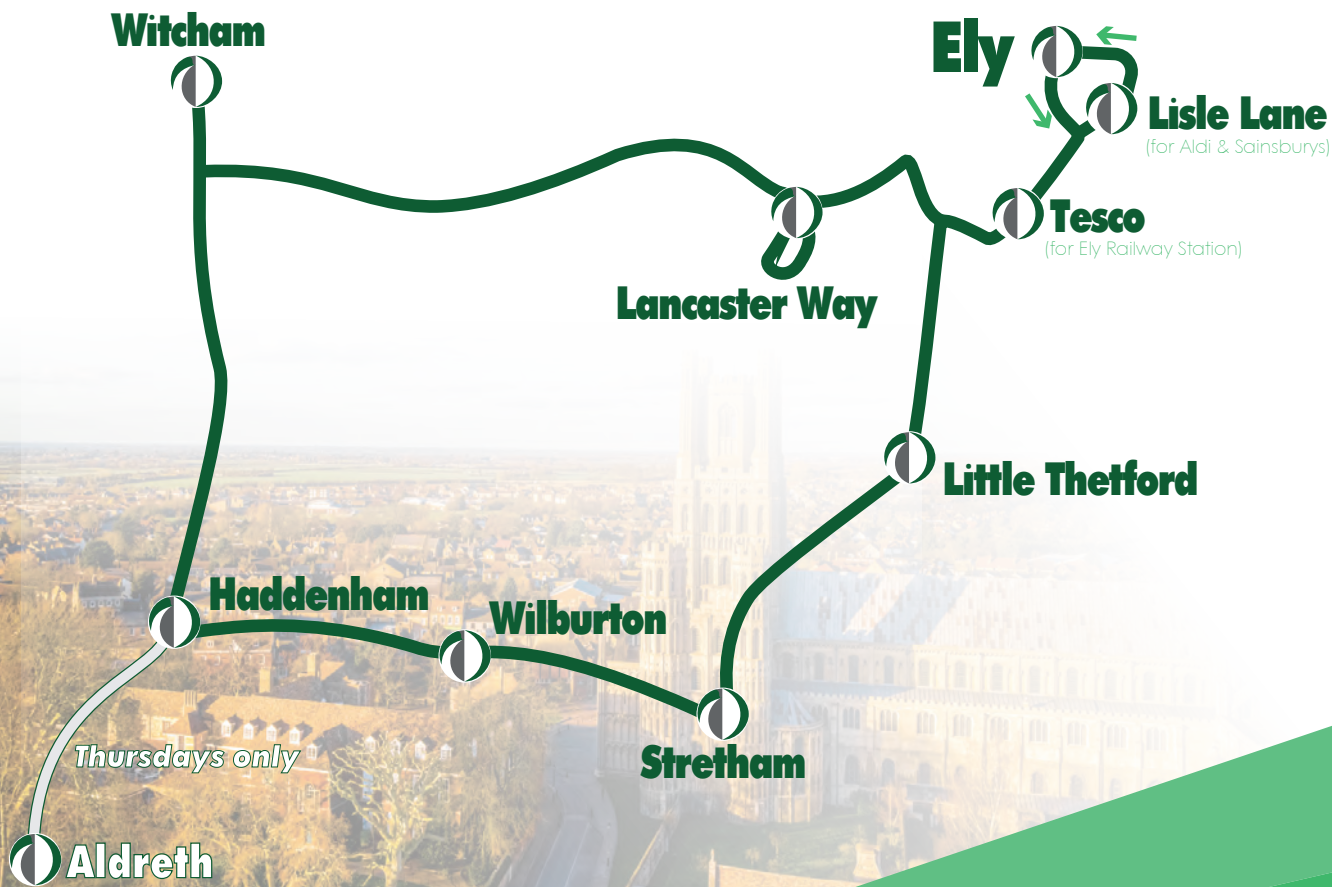 Witcham
Ely
Lisle Lane
(for Aldi & Sainsburys)
Tesco
(for Ely Railway Station)
Lancaster Way
Little Thetford
Haddenham
Wilburton
Stretham
Thursdays only
Aldreth